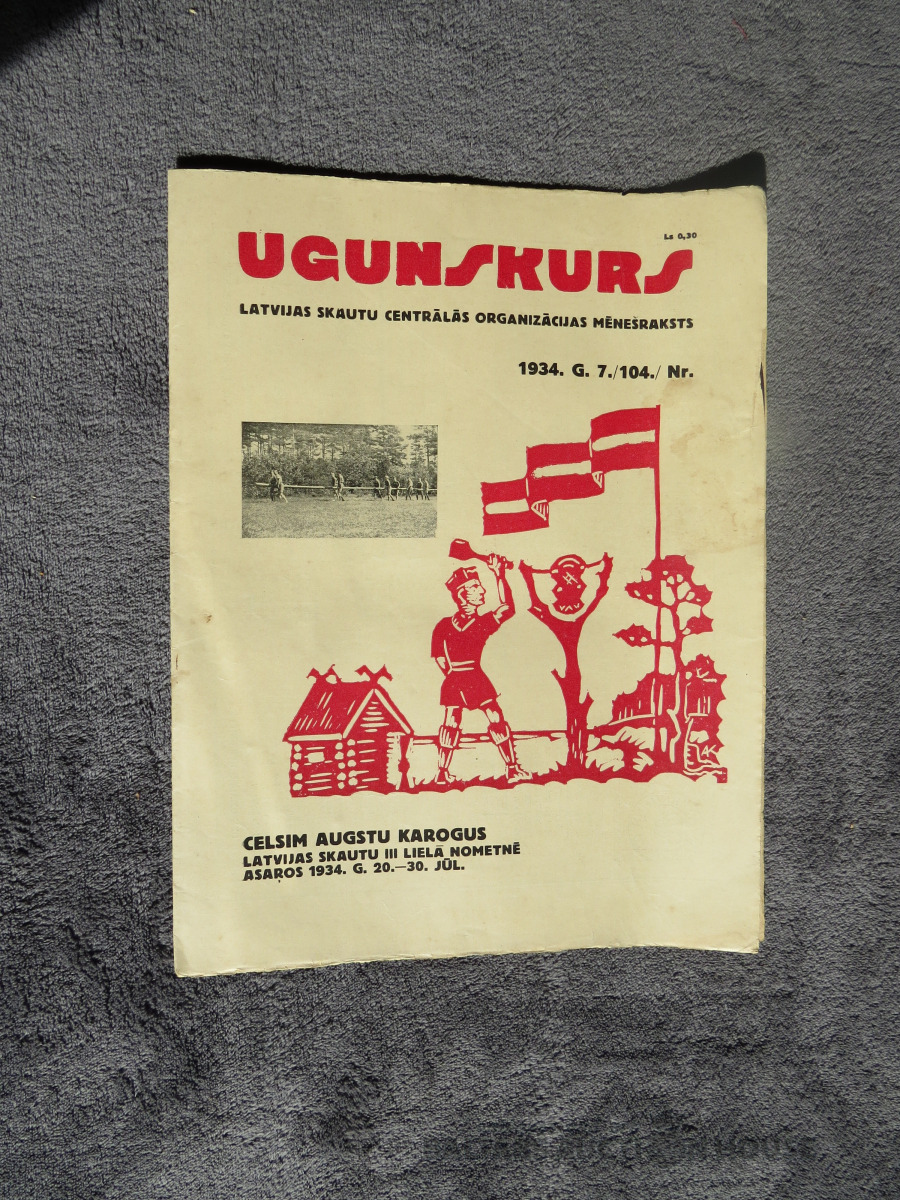 Ls 0,30
UGUNSKURS
LATVIJAS SKAUTU CENTRĀLĀS ORGANIZĀCIJAS MĒNEŠRAKSTS
1934. G. 7./104./ Nr.
CELSIM AUGSTU KAROGUS
LATVIJAS SKAUTU III LIELĀ NOMETNĒ
ASAŖOS 1934. G. 20.—30. JŪL.